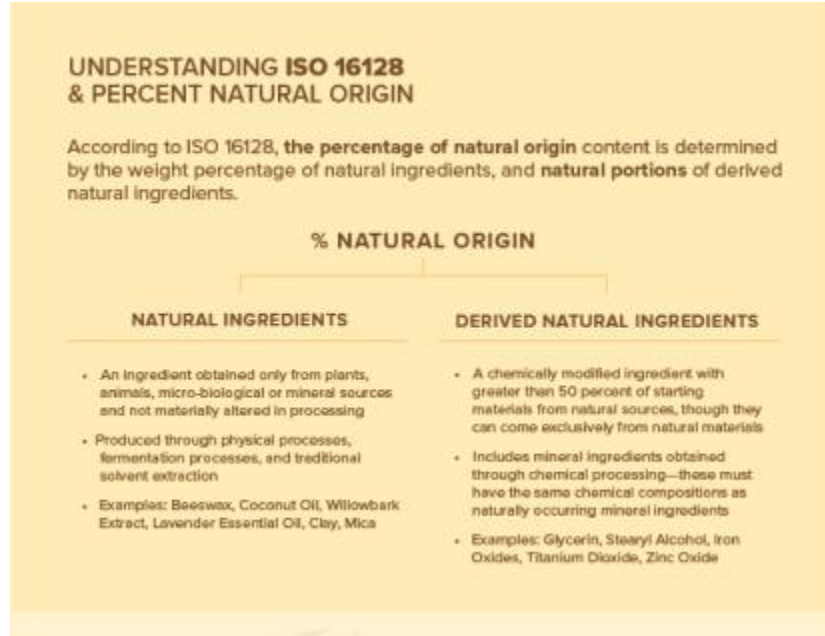 UNDERSTANDING ISO 16128
& PERCENT NATURAL ORIGIN
According to ISO 16128, the percentage of natural origin content is determined
by the weight percentage of natural ingredients, and natural portions of derived
natural ingredients.
% NATURAL ORIGIN
NATURAL INGREDIENTS
• An ingredient obtained only from plants,
animals, micro-biological or mineral sources
and not materially altered in processing
• Produced through physical processes,
fermentation processes, and traditional
solvent extraction
• Examples: Beeswax, Coconut Oil, Willowbark
Extract, Lavender Essential Oil, Clay, Mica
DERIVED NATURAL INGREDIENTS
• A chemically modified ingredient with
greater than 50 percent of starting
materials from natural sources, though they
can come exclusively from natural materials
• Includes mineral ingredients obtained
through chemical processing—these must
have the same chemical compositions as
naturally occurring mineral ingredients
• Examples: Glycerin, Stearyl Alcohol, Iron
Oxides, Titanium Dioxide, Zinc Oxide